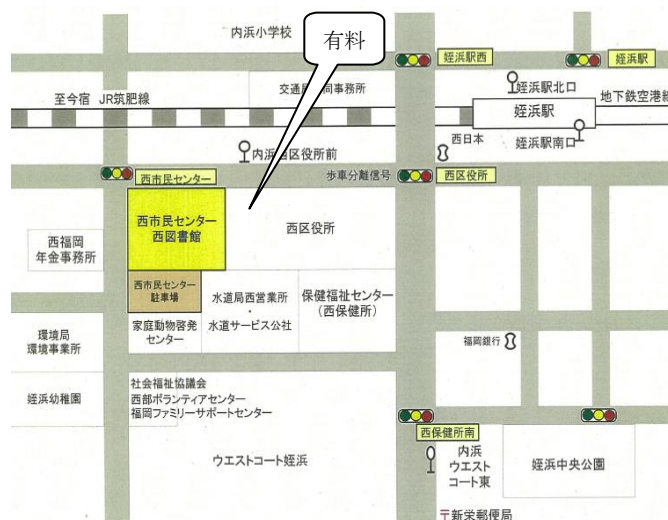 内浜小学校
有料
姪浜駅西
姪浜駅
至今宿 JR筑肥線
交通局
同事務所
姪浜駅北口
姪浜駅
地下鉄空港線
西日本
姪浜駅南口
内浜西区役所前
西市民センター
歩車分離信号
西区役所
西市民センター
西図書館
西区役所
西福岡
年金事務所
西市民センター
駐車場
水道局西営業所
・
水道サービス公社
保健福祉センター
(西保健所)
環境局
環境事業所
家庭動物啓発
センター
福岡銀行
姪浜幼稚園
社会福祉協議会
西部ボランティアセンター
福岡ファミリーサポートセンター
西保健所南
ウエストコート姪浜
内浜
ウエスト
コート東
姪浜中央公園
〒新栄郵便局